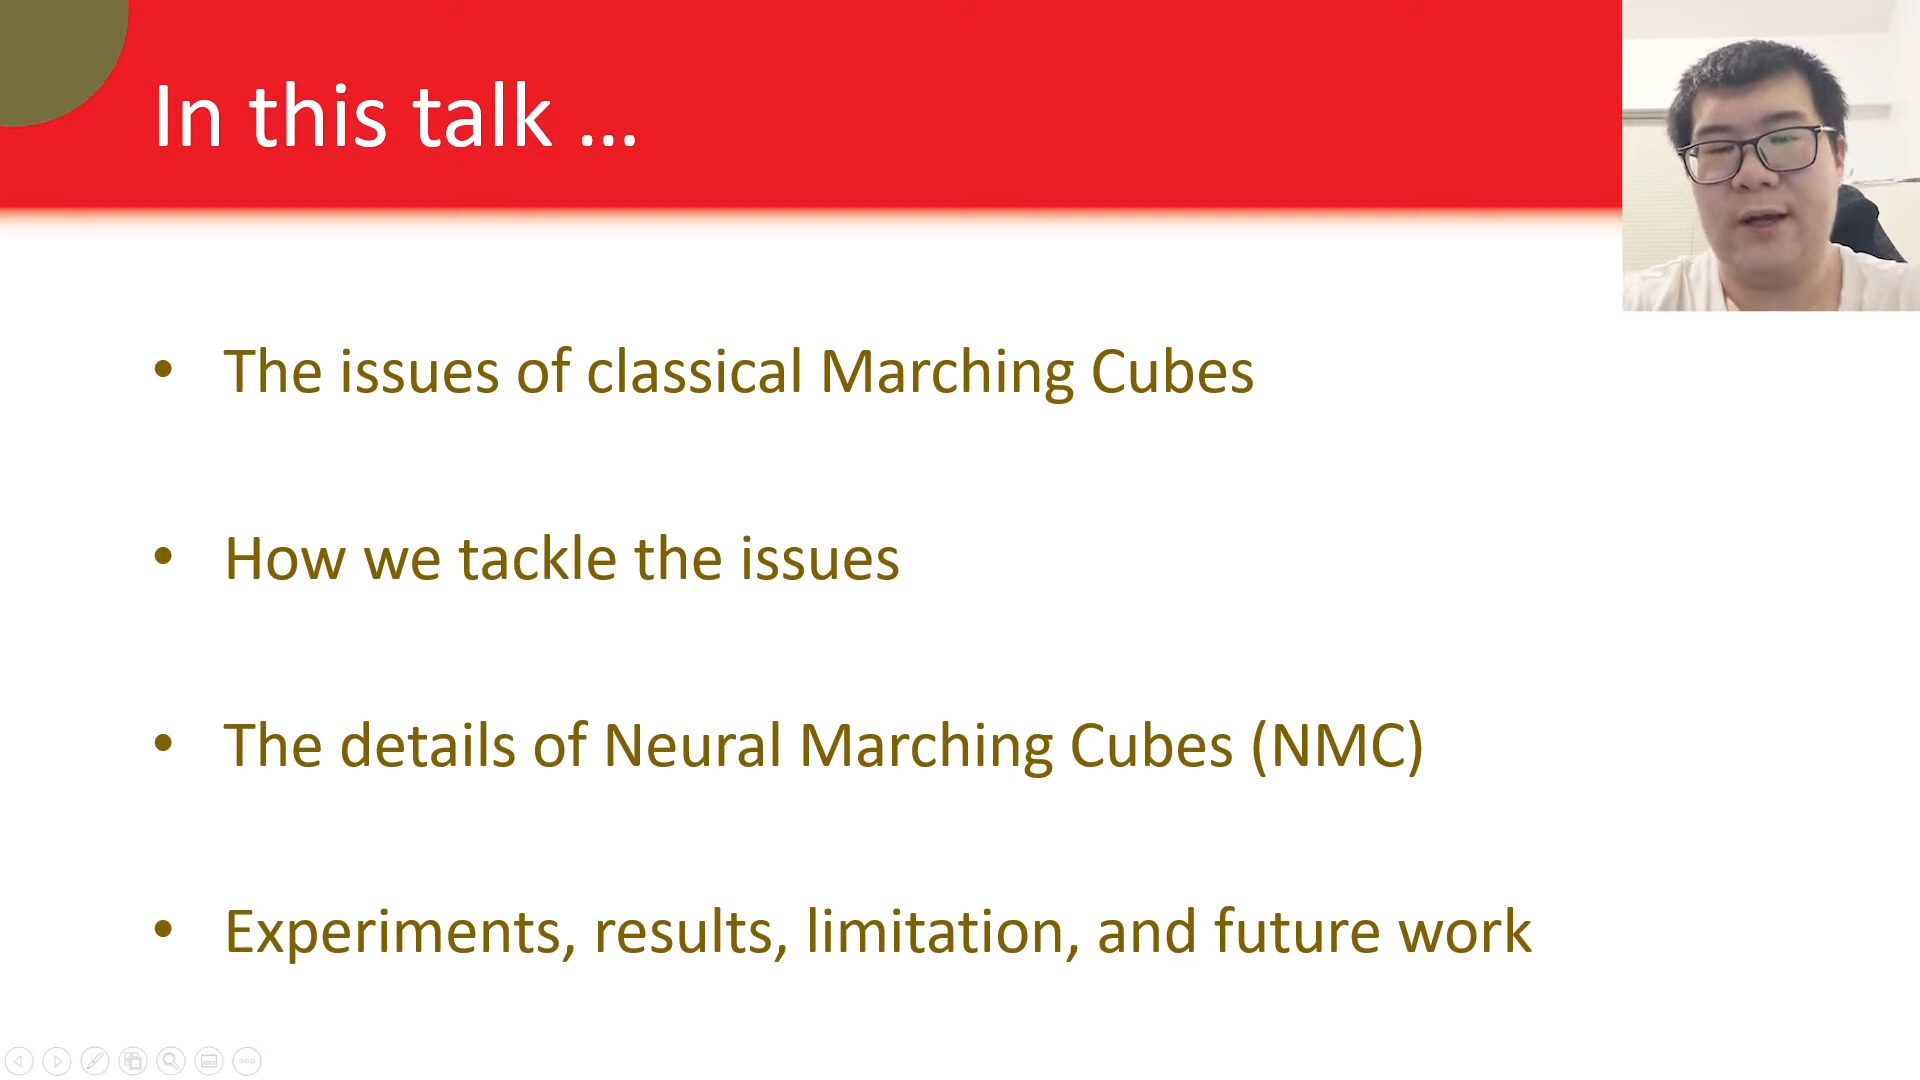 In this talk ...
• The issues of classical Marching Cubes
• How we tackle the issues
• The details of Neural Marching Cubes (NMC)
• Experiments, results, limitation, and future work